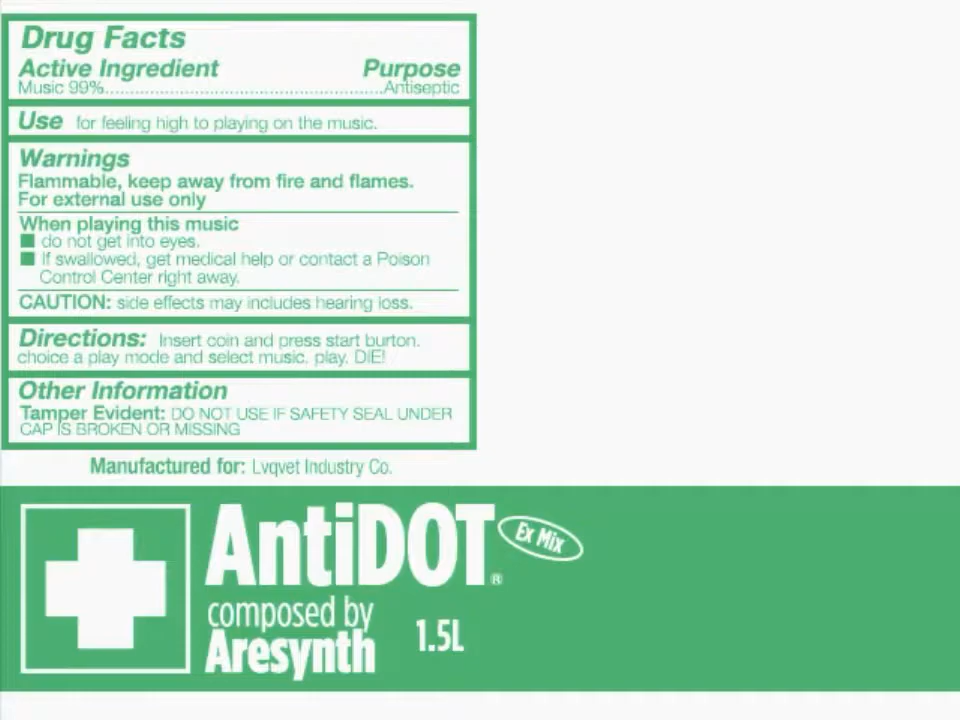 Drug Facts
Active Ingredient Purpose
Music 99%..........................................................Antiseptic
Use for feeling high to playing on the music.
Warnings
Flammable, keep away from fire and flames.
For external use only
When playing this music
■ do not get into eyes.
■ If swallowed, get medical help or contact a Poison
Control Center right away.
CAUTION: side effects may includes hearing loss.
Directions: Insert coin and press start burton.
choice a play mode and select music. play. DIE!
Other Information
Tamper Evident: DO NOT USE IF SAFETY SEAL UNDER
CAP IS BROKEN OR MISSING
Manufactured for: Lvqvet Industry Co.
AntiDOT® Ex Mix
composed by
Aresynth 1.5L